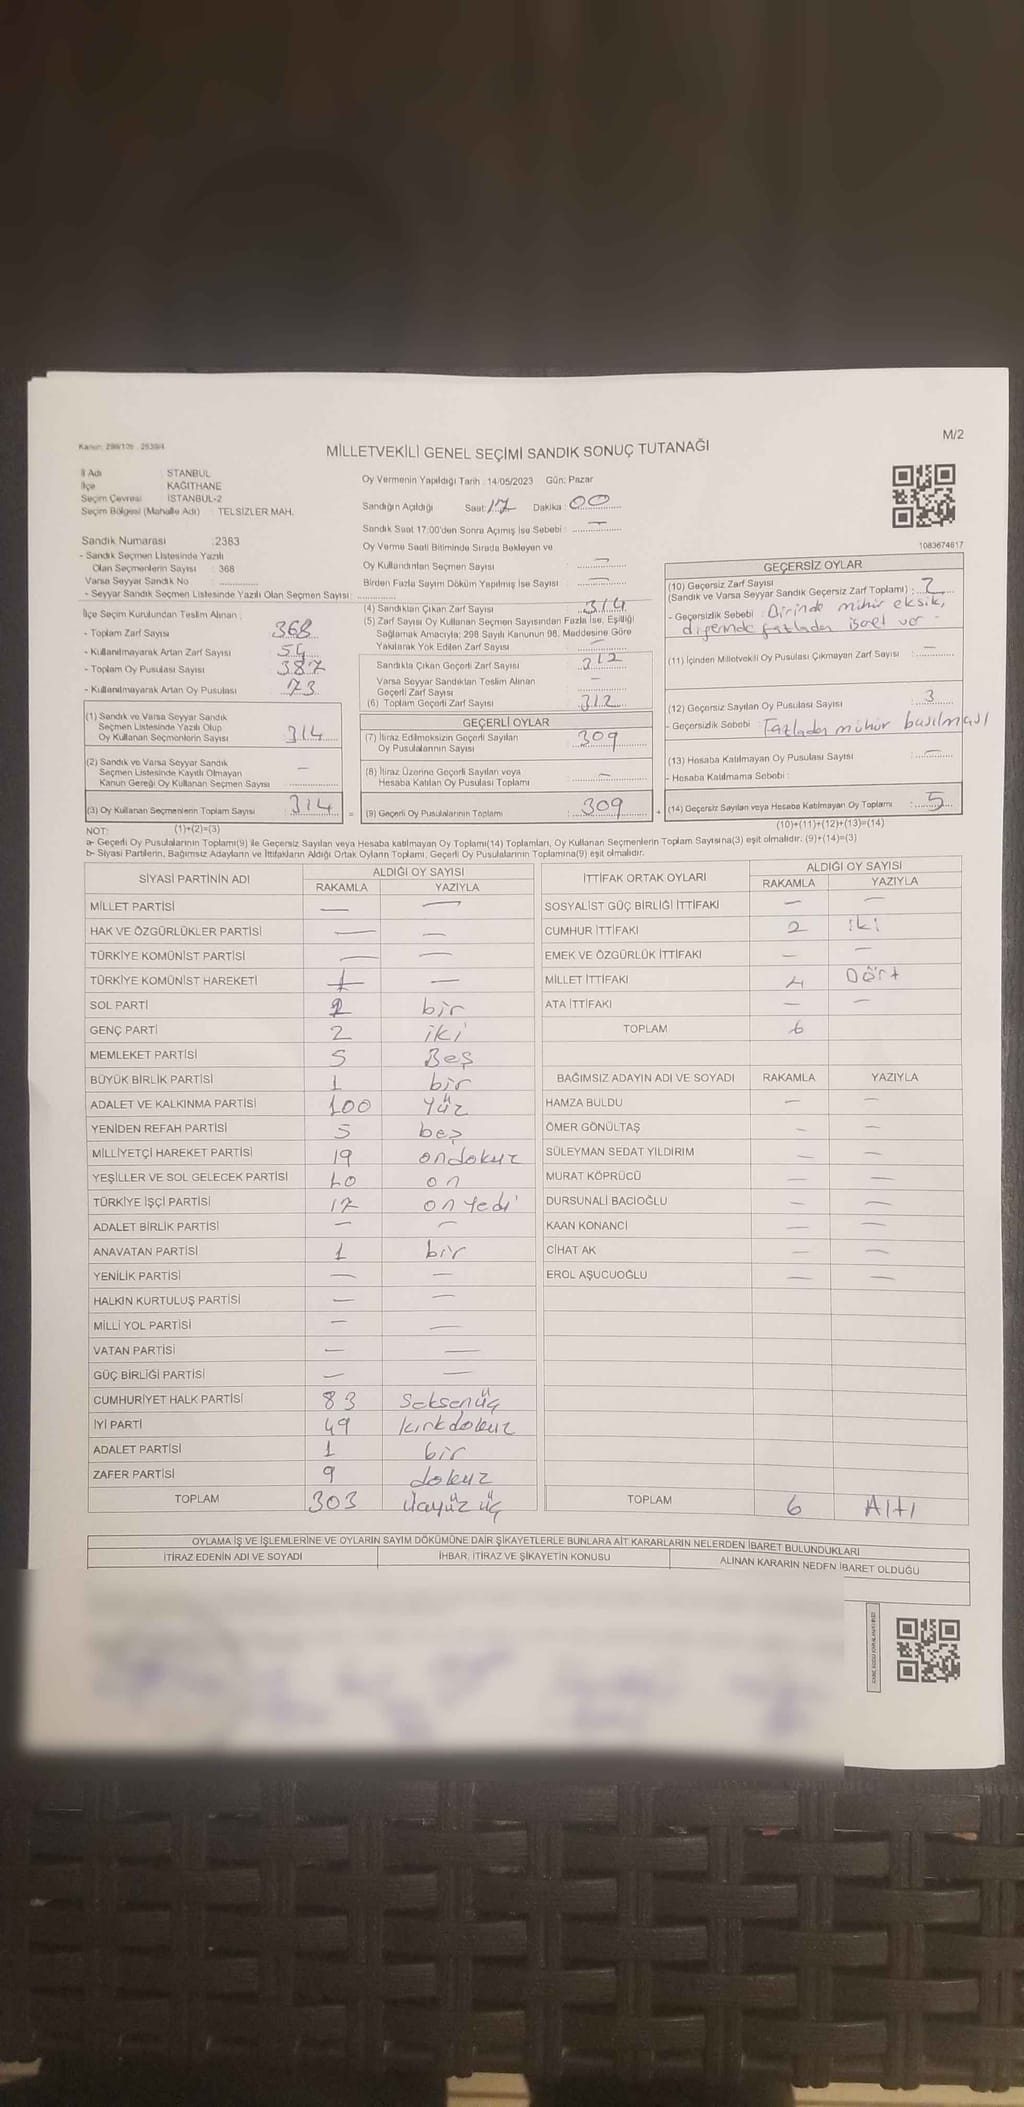 M/2
MİLLETVEKİLİ GENEL SEÇİMİ SANDIK SONUÇ TUTANAĞI
İl Adı : İSTANBUL
İlçe : KAĞITHANE
Seçim Çevresi : İSTANBUL-2
Seçim Bölgesi (Mahalle Adı) : TELSİZLER MAH.
Sandık Numarası :2383
- Sandık Seçmen Listesinde Yazılı
Olan Seçmenlerin Sayısı : 368
Varsa Seyyar Sandık No
- Seyyar Sandık Seçmen Listesinde Yazılı Olan Seçmen Sayısı :
İlçe Seçim Kurulundan Teslim Alınan :
- Toplam Zarf Sayısı 368
- Kullanılmayarak Artan Zarf Sayısı 54
- Toplam Oy Pusulası Sayısı 387
- Kullanılmayarak Artan Oy Pusulası 73
(1) Sandık ve Varsa Seyyar Sandık
Seçmen Listesinde Yazılı Olup
Oy Kullanan Seçmenlerin Sayısı 314
(2) Sandık ve Varsa Seyyar Sandık
Seçmen Listesinde Kayıtlı Olmayan
Kanun Gereği Oy Kullanan Seçmen Sayısı —
(3) Oy Kullanan Seçmenlerin Toplam Sayısı 314
(1)+(2)=(3)
Oy Vermenin Yapıldığı Tarih : 14/05/2023 Gün: Pazar
Sandığın Açıldığı Saat: 17 Dakika : 00
Sandık Saat 17:00'den Sonra Açımış İse Sebebi : —
Oy Verme Saati Bitiminde Sırada Bekleyen ve
Oy Kullandırılan Seçmen Sayısı : —
Birden Fazla Sayım Döküm Yapılmış İse Sayısı : —
(4) Sandıktan Çıkan Zarf Sayısı : 314
(5) Zarf Sayısı Oy Kullanan Seçmen Sayısından Fazla İse, Eşitliği
Sağlamak Amacıyla; 298 Sayılı Kanunun 98. Maddesine Göre
Yakılarak Yok Edilen Zarf Sayısı : —
Sandıkta Çıkan Geçerli Zarf Sayısı : 312
Varsa Seyyar Sandıktan Teslim Alınan
Geçerli Zarf Sayısı : —
(6) Toplam Geçerli Zarf Sayısı : 312
GEÇERLİ OYLAR
(7) İtiraz Edilmeksizin Geçerli Sayılan
Oy Pusulalarının Sayısı : 309
(8) İtiraz Üzerine Geçerli Sayılan veya
Hesaba Katılan Oy Pusulası Toplamı : —
(9) Geçerli Oy Pusulalarının Toplamı : 309
1083674617
GEÇERSİZ OYLAR
(10) Geçersiz Zarf Sayısı
(Sandık ve Varsa Seyyar Sandık Geçersiz Zarf Toplamı) : 2
- Geçersizlik Sebebi : Birinde mühür eksik,
diğerinde fazladan işaret var -
(11) İçinden Milletvekili Oy Pusulası Çıkmayan Zarf Sayısı : —
(12) Geçersiz Sayılan Oy Pusulası Sayısı : 3
- Geçersizlik Sebebi : Fazladan mühür basılması
(13) Hesaba Katılmayan Oy Pusulası Sayısı : —
- Hesaba Katılmama Sebebi :
(14) Geçersiz Sayılan veya Hesaba Katılmayan Oy Toplamı : 5
(10)+(11)+(12)+(13)=(14)
NOT:
a- Geçerli Oy Pusulalarının Toplamı(9) ile Geçersiz Sayılan veya Hesaba katılmayan Oy Toplamı(14) Toplamları, Oy Kullanan Seçmenlerin Toplam Sayısına(3) eşit olmalıdır. (9)+(14)=(3)
b- Siyasi Partilerin, Bağımsız Adayların ve İttifakların Aldığı Ortak Oyların Toplamı, Geçerli Oy Pusulalarının Toplamına(9) eşit olmalıdır.
SİYASİ PARTİNİN ADI ALDIĞI OY SAYISI
RAKAMLA YAZIYLA
MİLLET PARTİSİ — —
HAK VE ÖZGÜRLÜKLER PARTİSİ — —
TÜRKİYE KOMÜNİST PARTİSİ — —
TÜRKİYE KOMÜNİST HAREKETİ —
SOL PARTİ bir
GENÇ PARTİ 2 iki
MEMLEKET PARTİSİ 5 Beş
BÜYÜK BİRLİK PARTİSİ 1 bir
ADALET VE KALKINMA PARTİSİ 100 Yüz
YENİDEN REFAH PARTİSİ 5 beş
MİLLİYETÇİ HAREKET PARTİSİ 19 ondokuz
YEŞİLLER VE SOL GELECEK PARTİSİ 10 on
TÜRKİYE İŞÇİ PARTİSİ 17 onyedi
ADALET BİRLİK PARTİSİ — —
ANAVATAN PARTİSİ 1 bir
YENİLİK PARTİSİ — —
HALKIN KURTULUŞ PARTİSİ — —
MİLLİ YOL PARTİSİ — —
VATAN PARTİSİ — —
GÜÇ BİRLİĞİ PARTİSİ — —
CUMHURİYET HALK PARTİSİ 83 Seksenüç
İYİ PARTİ 49 kırkdokuz
ADALET PARTİSİ 1 bir
ZAFER PARTİSİ 9 dokuz
TOPLAM 303 üçyüz üç
İTTİFAK ORTAK OYLARI ALDIĞI OY SAYISI
RAKAMLA YAZIYLA
SOSYALİST GÜÇ BİRLİĞİ İTTİFAKI — —
CUMHUR İTTİFAKI 2 iki
EMEK VE ÖZGÜRLÜK İTTİFAKI — —
MİLLET İTTİFAKI 4 Dört
ATA İTTİFAKI — —
TOPLAM 6
BAĞIMSIZ ADAYIN ADI VE SOYADI RAKAMLA YAZIYLA
HAMZA BULDU — —
ÖMER GÖNÜLTAŞ — —
SÜLEYMAN SEDAT YILDIRIM — —
MURAT KÖPRÜCÜ — —
DURSUNALİ BACIOĞLU — —
KAAN KONANCİ — —
CİHAT AK — —
EROL AŞUCUOĞLU — —
TOPLAM 6 Altı
OYLAMA İŞ VE İŞLEMLERİNE VE OYLARIN SAYIM DÖKÜMÜNE DAİR ŞİKAYETLERLE BUNLARA AİT KARARLARIN NELERDEN İBARET BULUNDUKLARI
İTİRAZ EDENİN ADI VE SOYADI İHBAR, İTİRAZ VE ŞİKAYETİN KONUSU ALINAN KARARIN NEDEN İBARET OLDUĞU